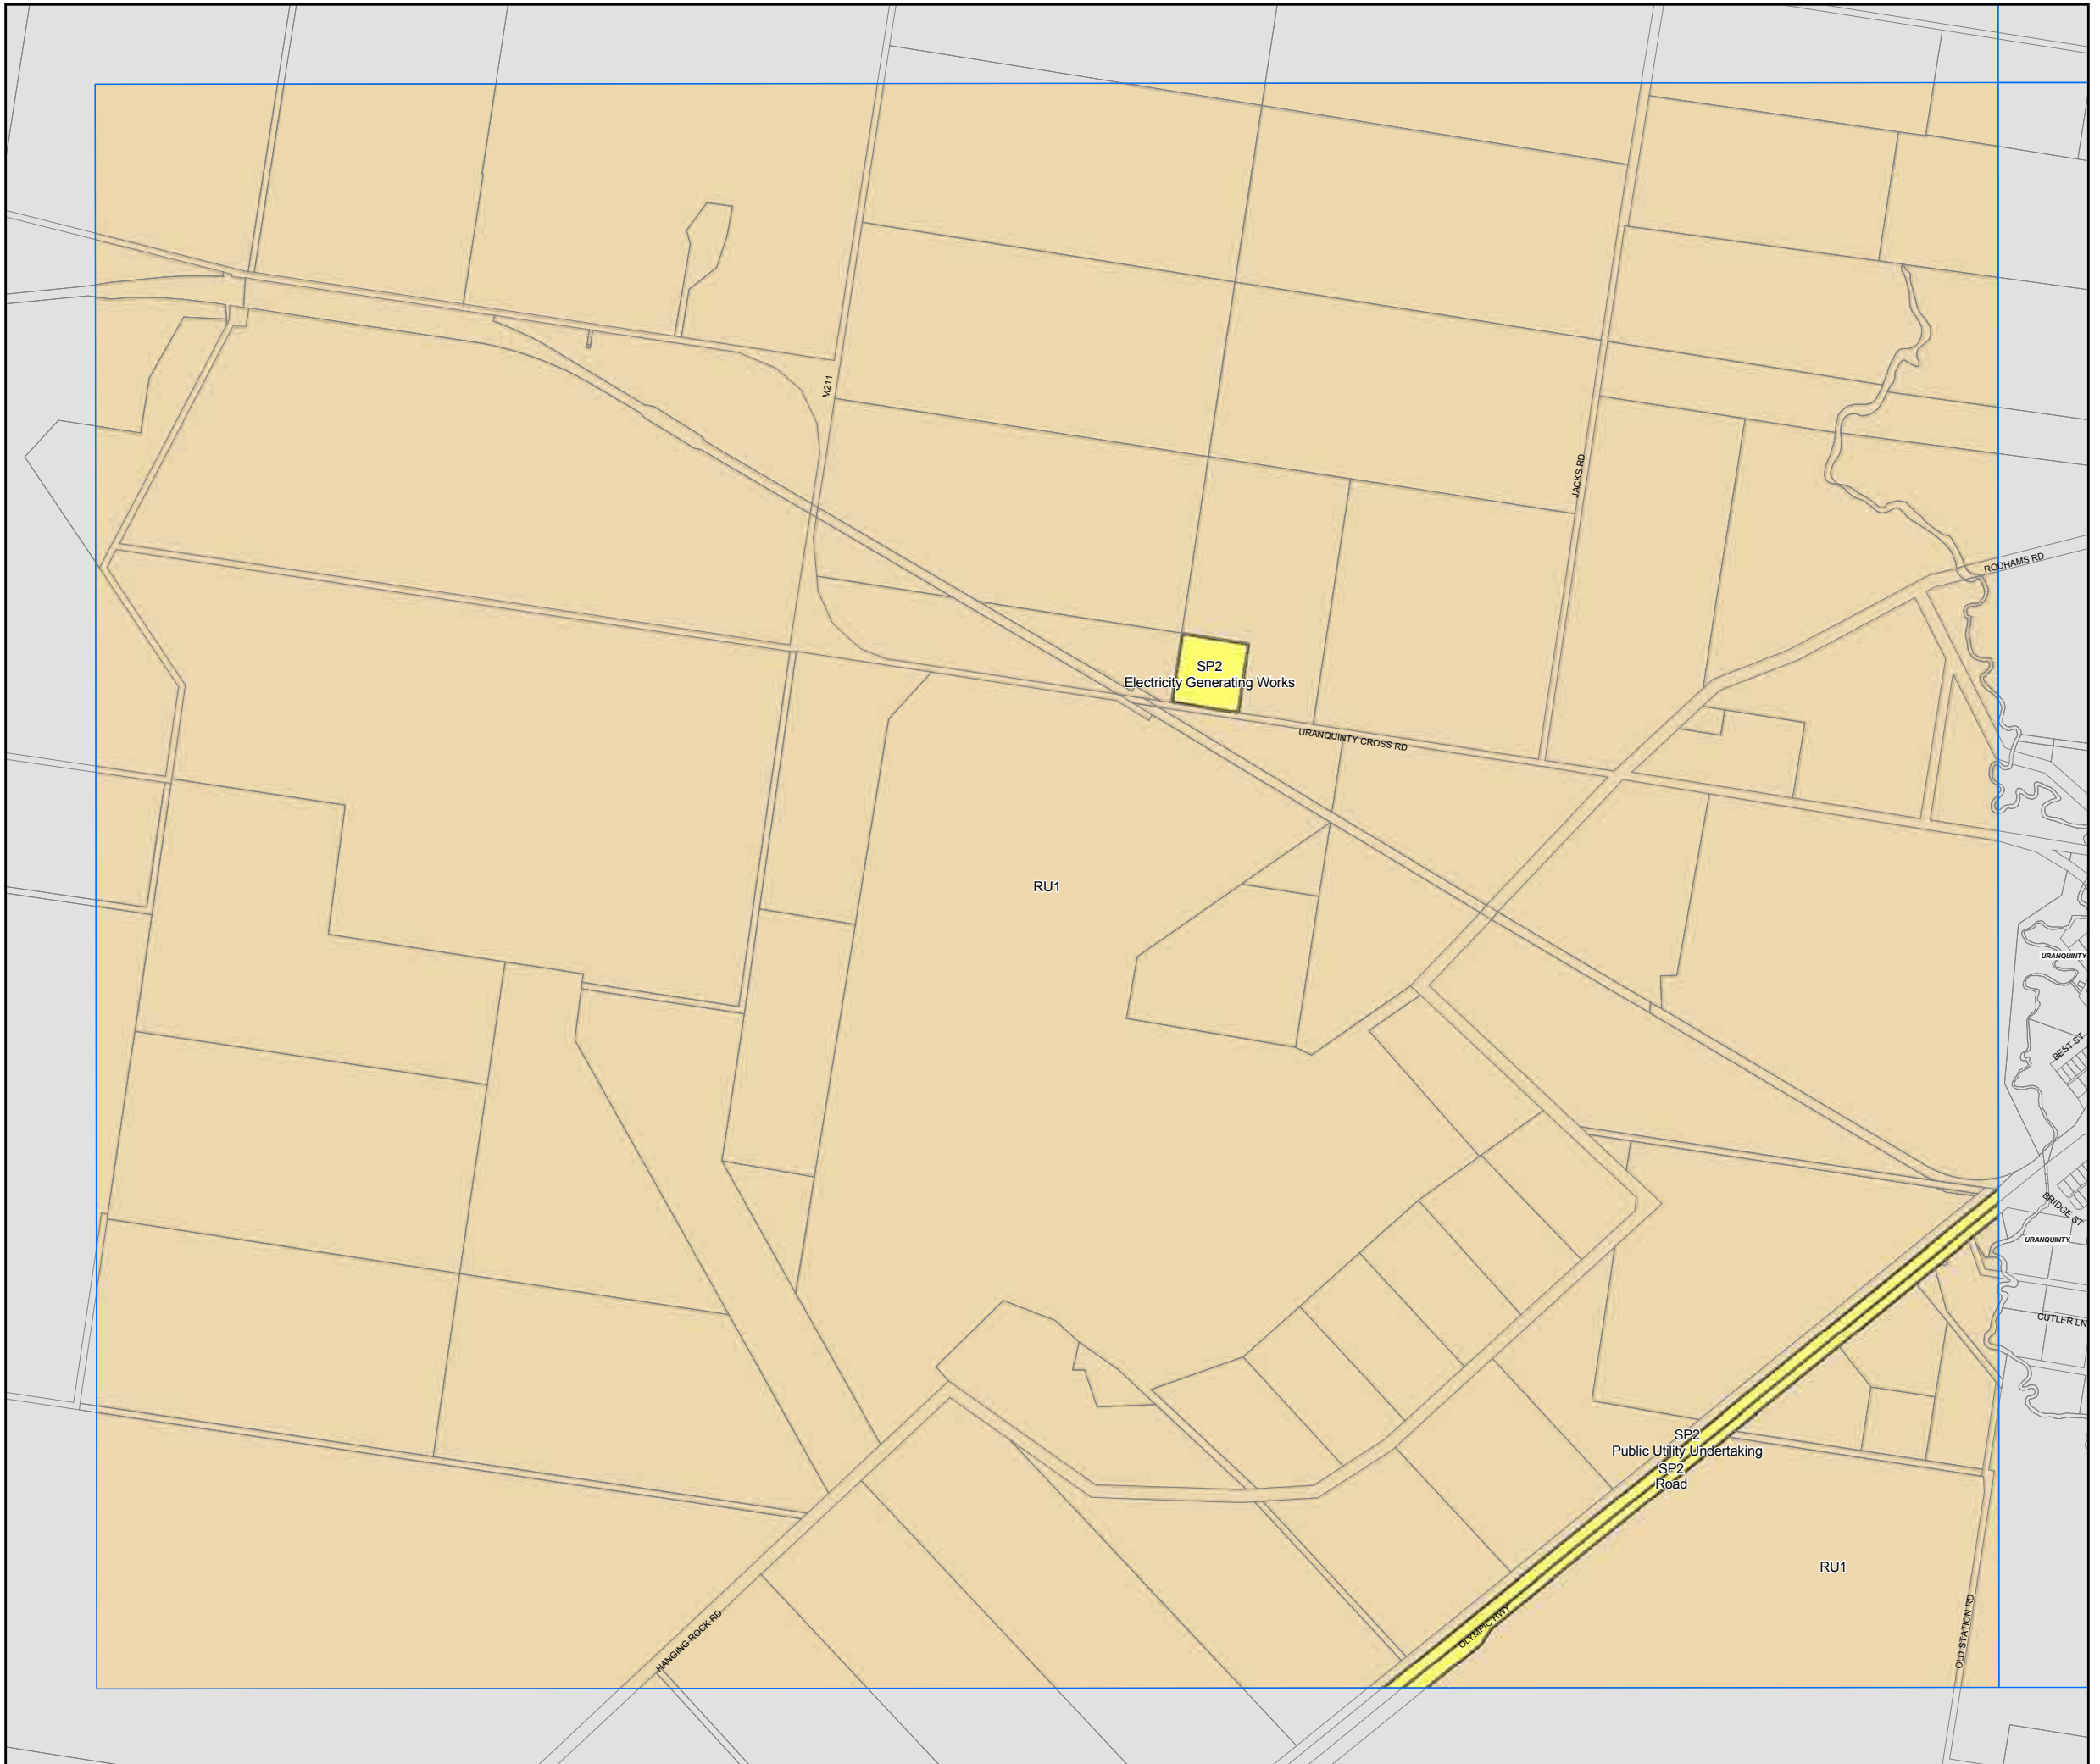 M211
JACKS RD
RODHAMS RD
SP2
Electricity Generating Works
URANQUINTY CROSS RD
RU1
URANQUINTY
BEST ST
BRIDGE ST
URANQUINTY
CUTLER LN
SP2
Public Utility Undertaking
SP2
Road
RU1
OLYMPIC HWY
HANGING ROCK RD
OLD STATION RD